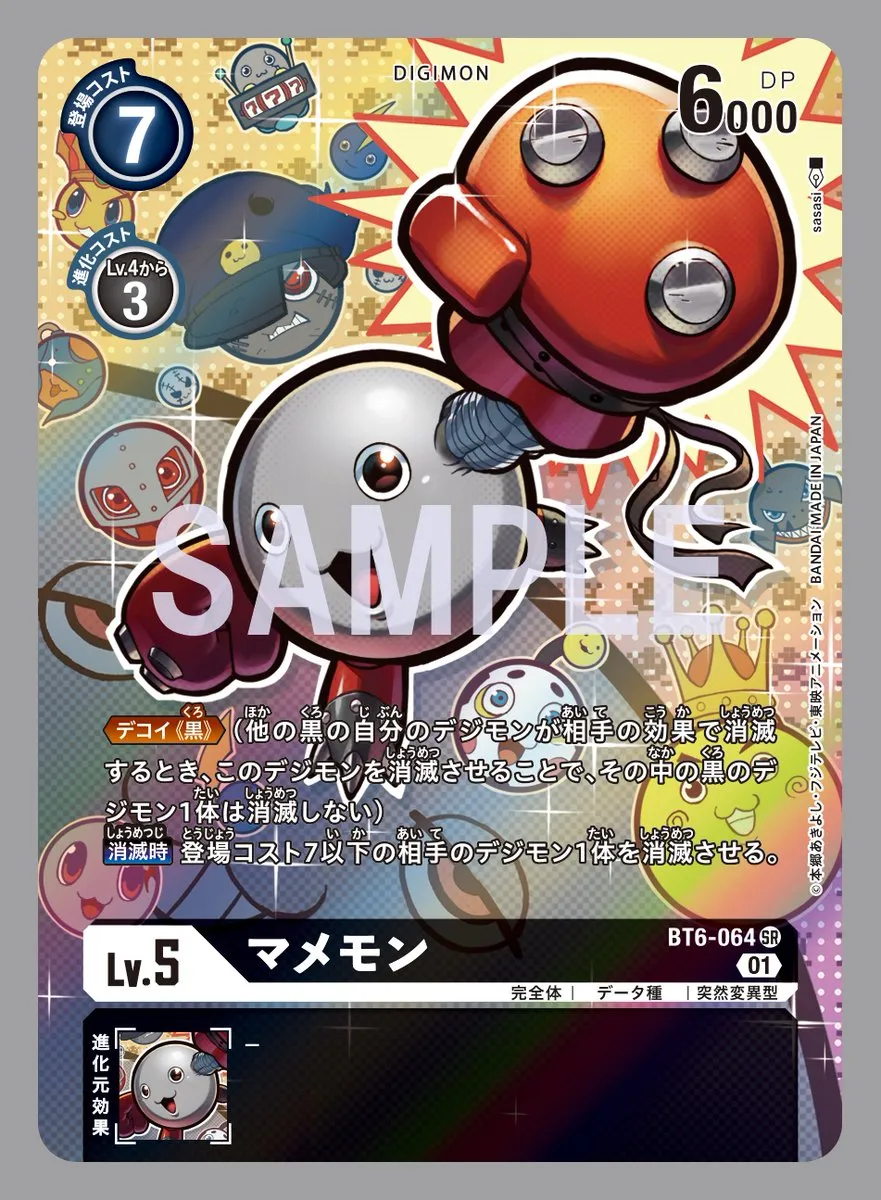 DIGIMON
登場コスト
7
6000
DP
sasasi
進化コスト
Lv.4から
3
777
SAMPLE
デコイ《黒》（他の黒の自分のデジモンが相手の効果で消滅
するとき、このデジモンを消滅させることで、その中の黒のデ
ジモン1体は消滅しない）
消滅時 登場コスト7以下の相手のデジモン1体を消滅させる。
©本郷あきよし・フジテレビ・東映アニメーション BANDAI MADE IN JAPAN
Lv.5
マメモン
BT6-064 SR
01
完全体 | データ種 | 突然変異型
進化元効果
–